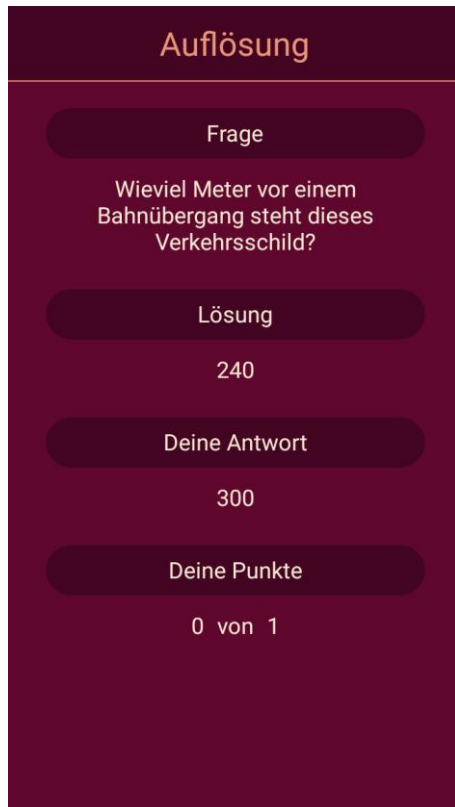 Auflösung
Frage
Wieviel Meter vor einem
Bahnübergang steht dieses
Verkehrsschild?
Lösung
240
Deine Antwort
300
Deine Punkte
0 von 1